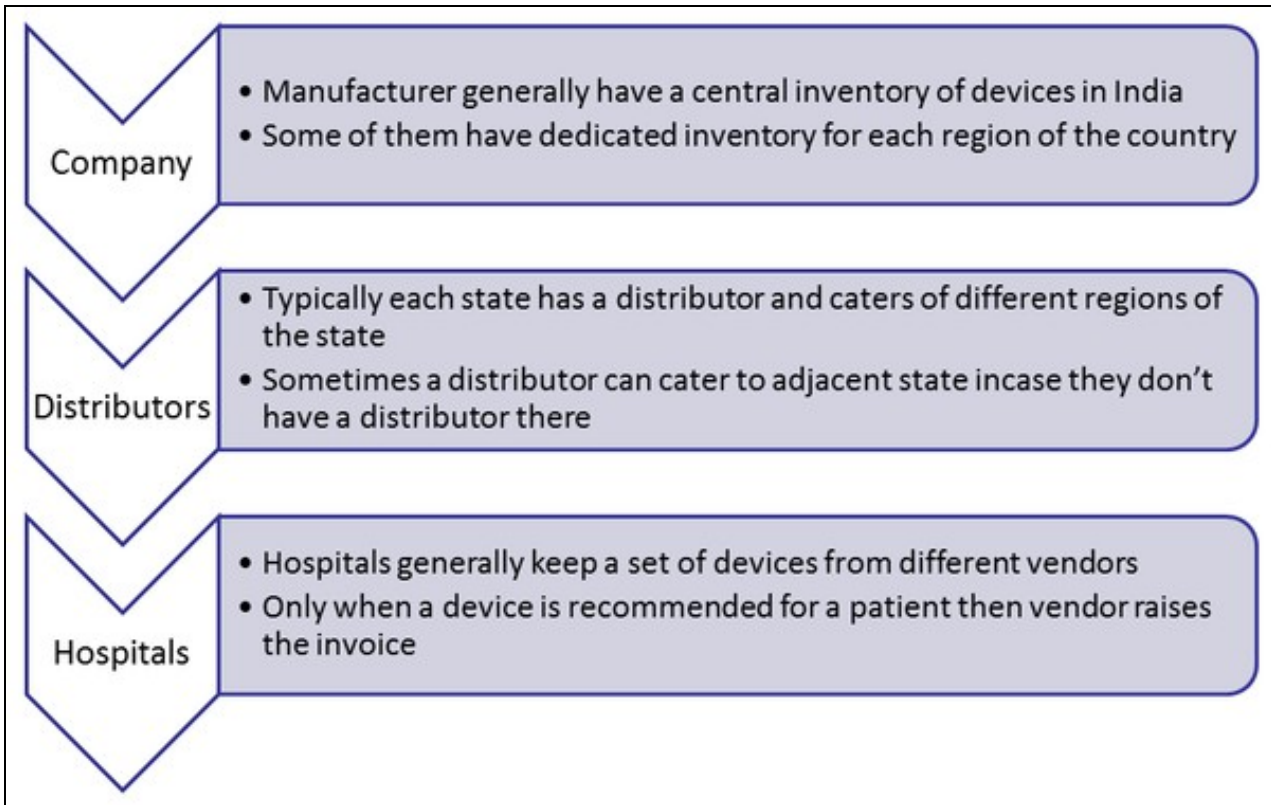 Company
• Manufacturer generally have a central inventory of devices in India
• Some of them have dedicated inventory for each region of the country
Distributors
• Typically each state has a distributor and caters of different regions of
the state
• Sometimes a distributor can cater to adjacent state incase they don't
have a distributor there
Hospitals
• Hospitals generally keep a set of devices from different vendors
• Only when a device is recommended for a patient then vendor raises
the invoice